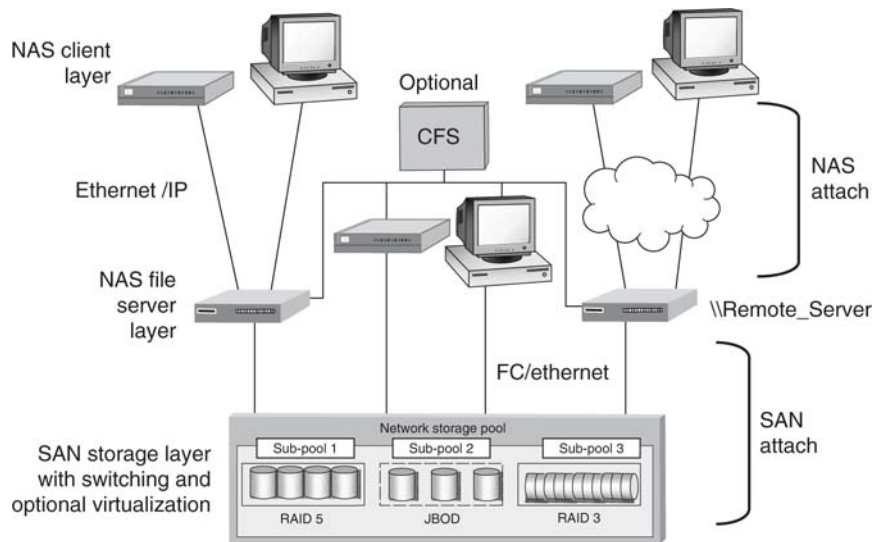 NAS client
layer
Optional
CFS
Ethernet /IP
NAS
attach
NAS file
server
layer
\\Remote_Server
FC/ethernet
SAN
attach
Network storage pool
Sub-pool 1
Sub-pool 2
Sub-pool 3
SAN storage layer
with switching and
optional virtualization
RAID 5
JBOD
RAID 3